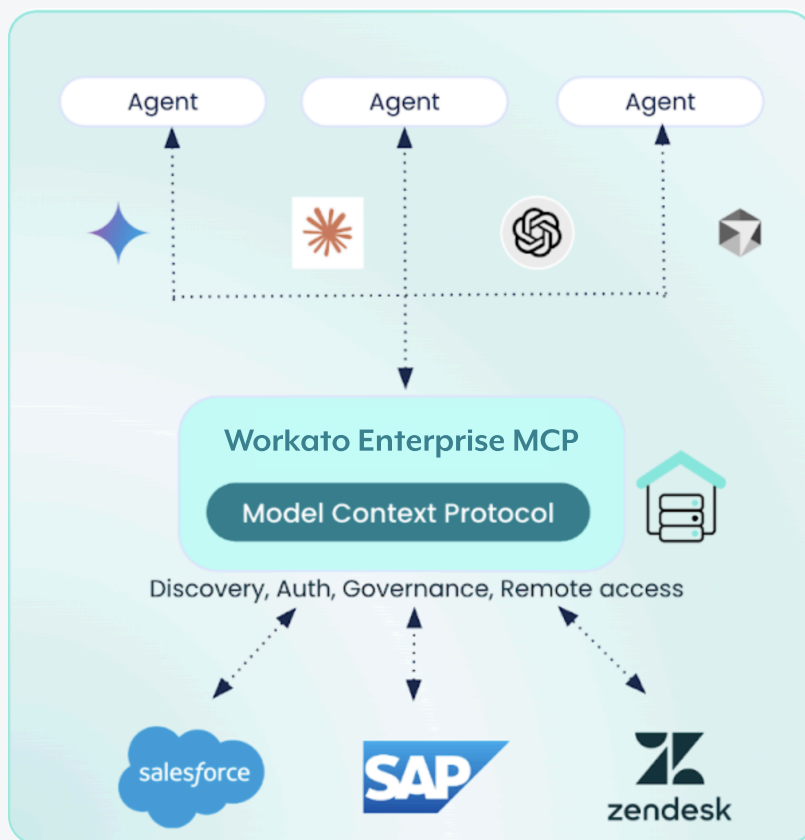 Agent Agent Agent
Workato Enterprise MCP
Model Context Protocol
Discovery, Auth, Governance, Remote access
salesforce SAP zendesk